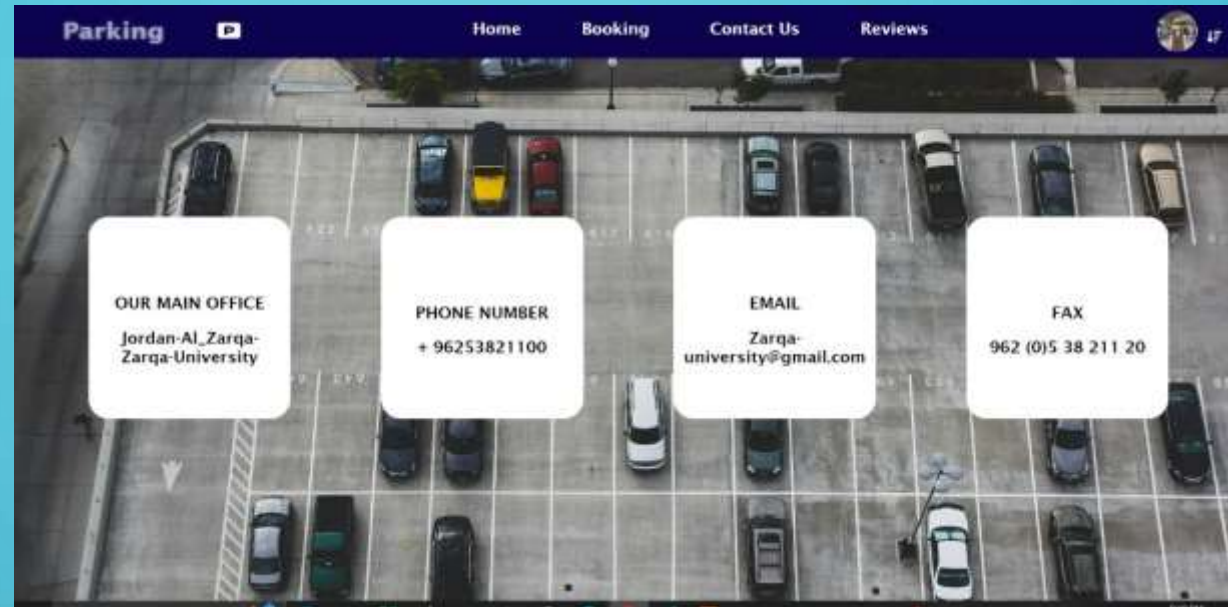 Parking P Home Booking Contact Us Reviews
OUR MAIN OFFICE
Jordan-Al_Zarqa-
Zarqa-University
PHONE NUMBER
+ 96253821100
EMAIL
Zarqa-
university@gmail.com
FAX
962 (0)5 38 211 20